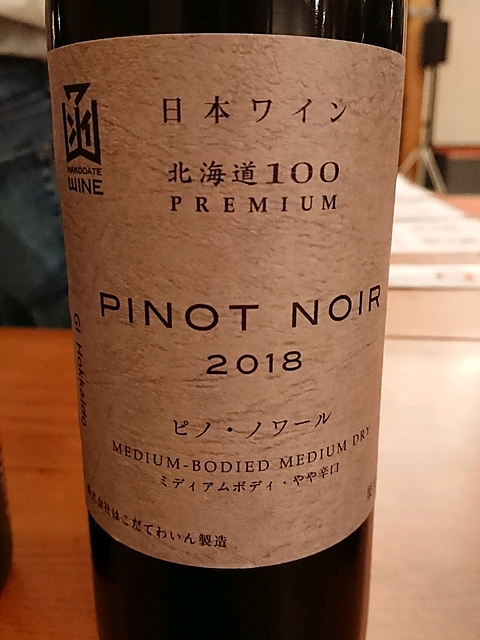 函
HAKODATE
WINE
日本ワイン
北海道100
PREMIUM
PINOT NOIR
2018
GI Hokkaido
ピノ・ノワール
MEDIUM-BODIED MEDIUM DRY
ミディアムボディ・やや辛口
株式会社はこだてわいん製造